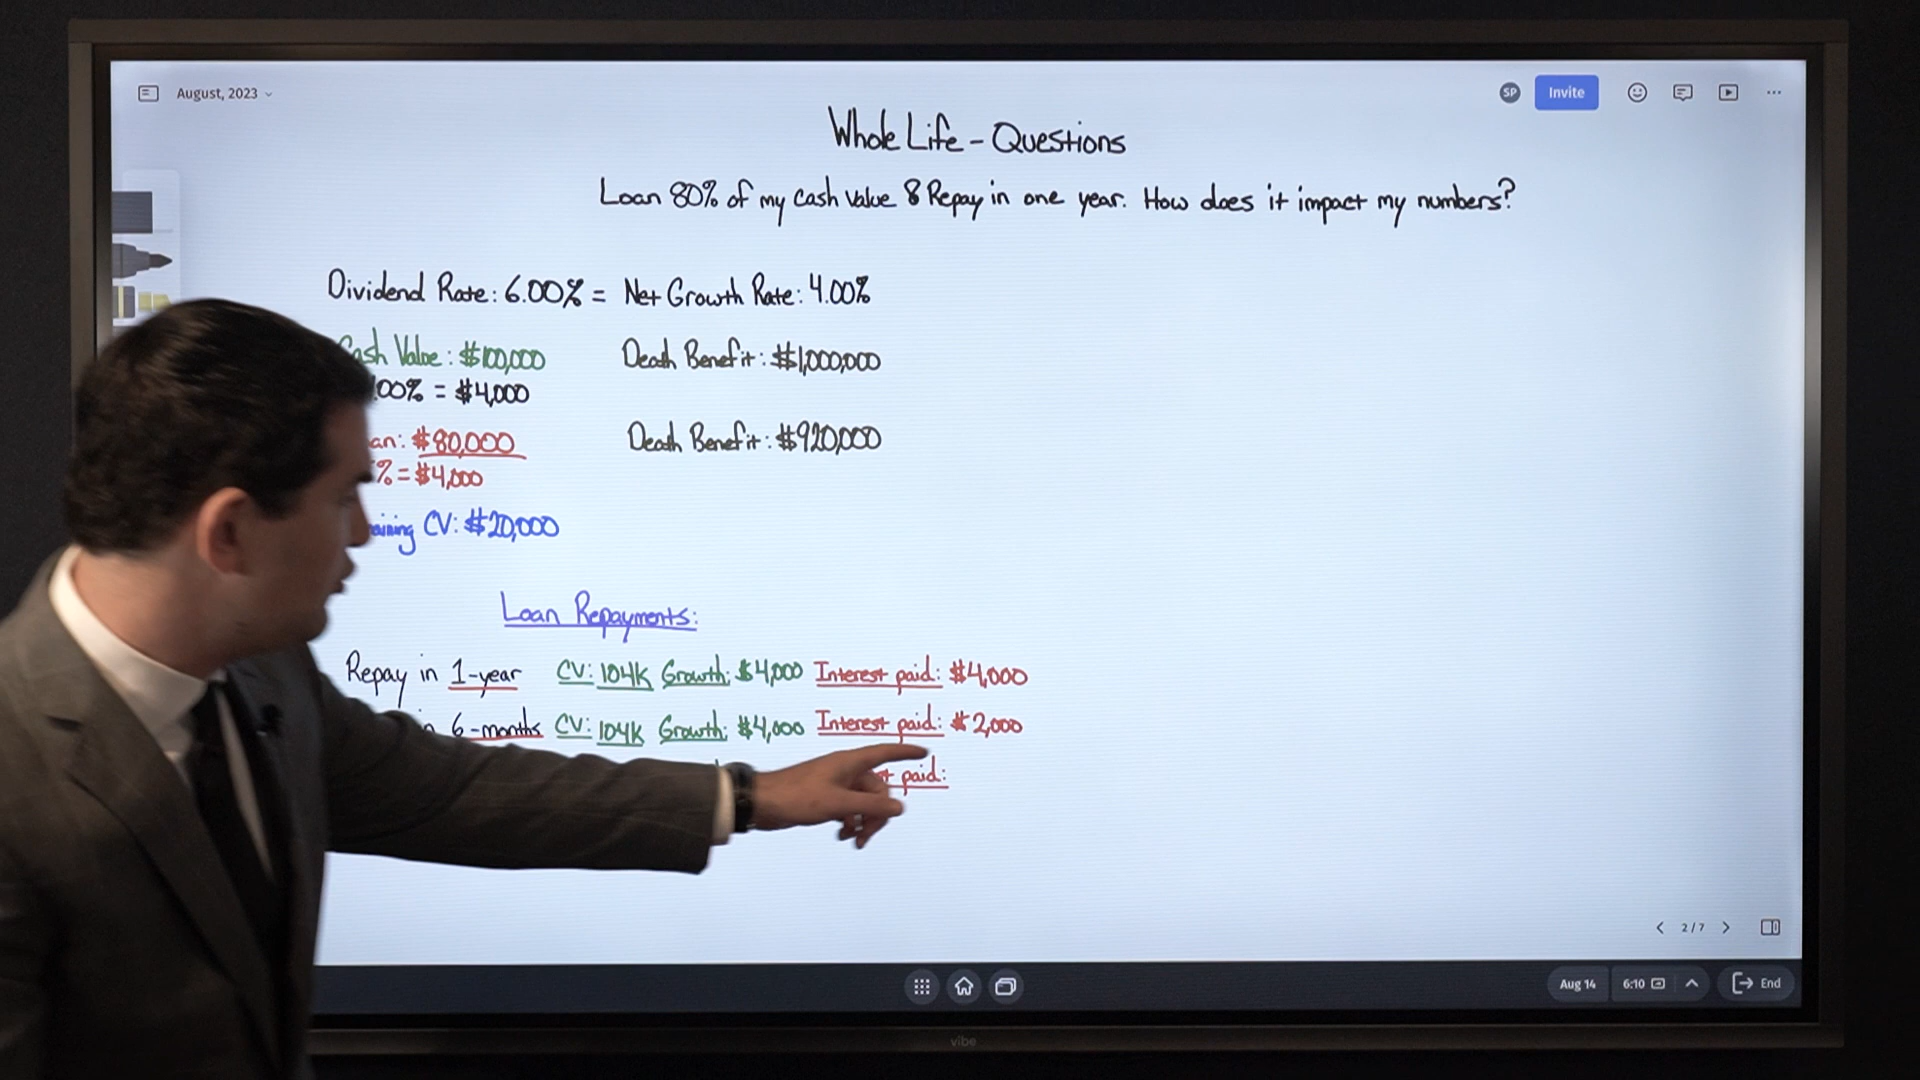 August, 2023
SP
Invite
Whole Life - Questions
Loan 80% of my Cash Value & Repay in one year. How does it impact my numbers?
Dividend Rate: 6.00% = Net Growth Rate: 4.00%
Cash Value: $100,000 Death Benefit: $1,000,000
.00% = $4,000
an: $80,000 Death Benefit: $920,000
% = $4,000
aining CV: $20,000
Loan Repayments:
Repay in 1-year CV: 104K Growth: $4,000 Interest paid: $4,000
n 6-months CV: 104K Growth: $4,000 Interest paid: $2,000
t paid:
2/7
Aug 14
6:10
End
vibe